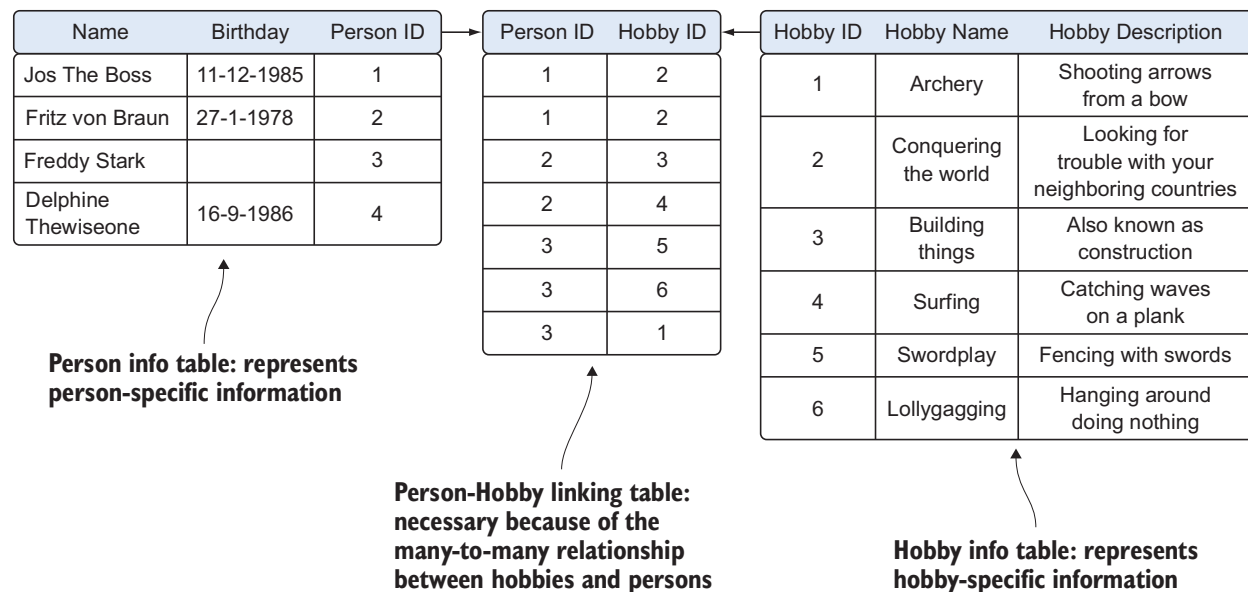 Name Birthday Person ID
Jos The Boss 11-12-1985 1
Fritz von Braun 27-1-1978 2
Freddy Stark 3
Delphine
Thewiseone 16-9-1986 4
Person info table: represents
person-specific information
Person ID Hobby ID
1 2
1 2
2 3
2 4
3 5
3 6
3 1
Person-Hobby linking table:
necessary because of the
many-to-many relationship
between hobbies and persons
Hobby ID Hobby Name Hobby Description
1 Archery Shooting arrows
from a bow
2 Conquering
the world Looking for
trouble with your
neighboring countries
3 Building
things Also known as
construction
4 Surfing Catching waves
on a plank
5 Swordplay Fencing with swords
6 Lollygagging Hanging around
doing nothing
Hobby info table: represents
hobby-specific information